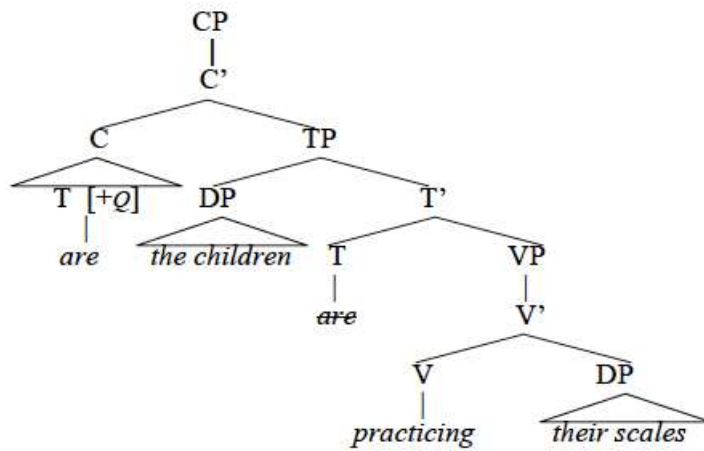 CP
C’
C TP
T [+Q] DP T’
are the children T VP
are V’
V DP
practicing their scales